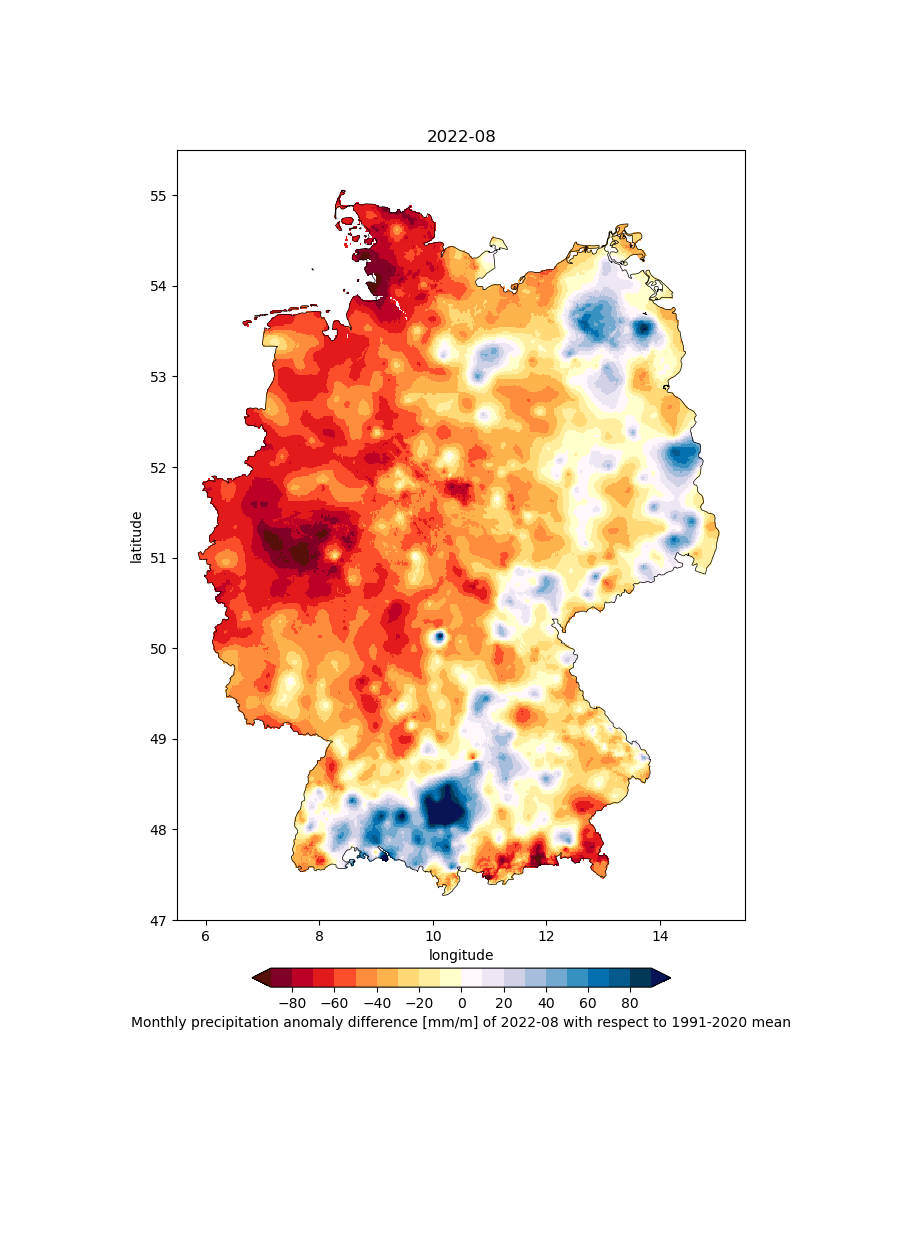 2022-08
55
54
53
52
51
50
49
48
47
latitude
6 8 10 12 14
longitude
−80 −60 −40 −20 0 20 40 60 80
Monthly precipitation anomaly difference [mm/m] of 2022-08 with respect to 1991-2020 mean